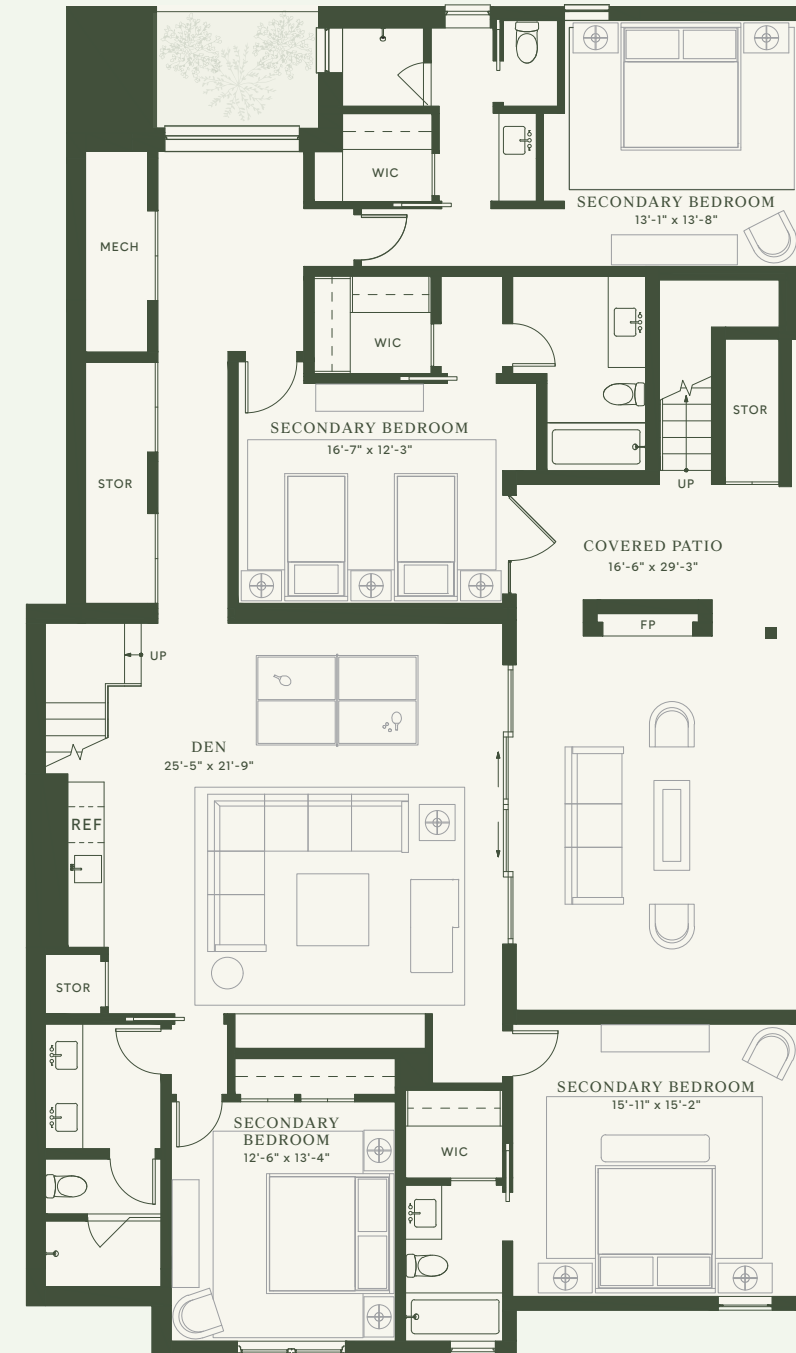 WIC
SECONDARY BEDROOM
13'-1" x 13'-8"
MECH
WIC
STOR
SECONDARY BEDROOM
16'-7" x 12'-3"
STOR
UP
COVERED PATIO
16'-6" x 29'-3"
FP
UP
DEN
25'-5" x 21'-9"
REF
STOR
SECONDARY BEDROOM
15'-11" x 15'-2"
SECONDARY
BEDROOM
12'-6" x 13'-4"
WIC